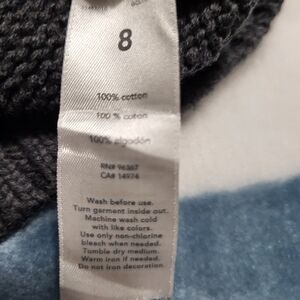 8
100% cotton
100 % coton
100% algodón
RN# 96367
CA# 14974
Wash before use.
Turn garment inside out.
Machine wash cold
with like colors.
Use only non-chlorine
bleach when needed.
Tumble dry medium.
Warm iron if needed.
Do not iron decoration.